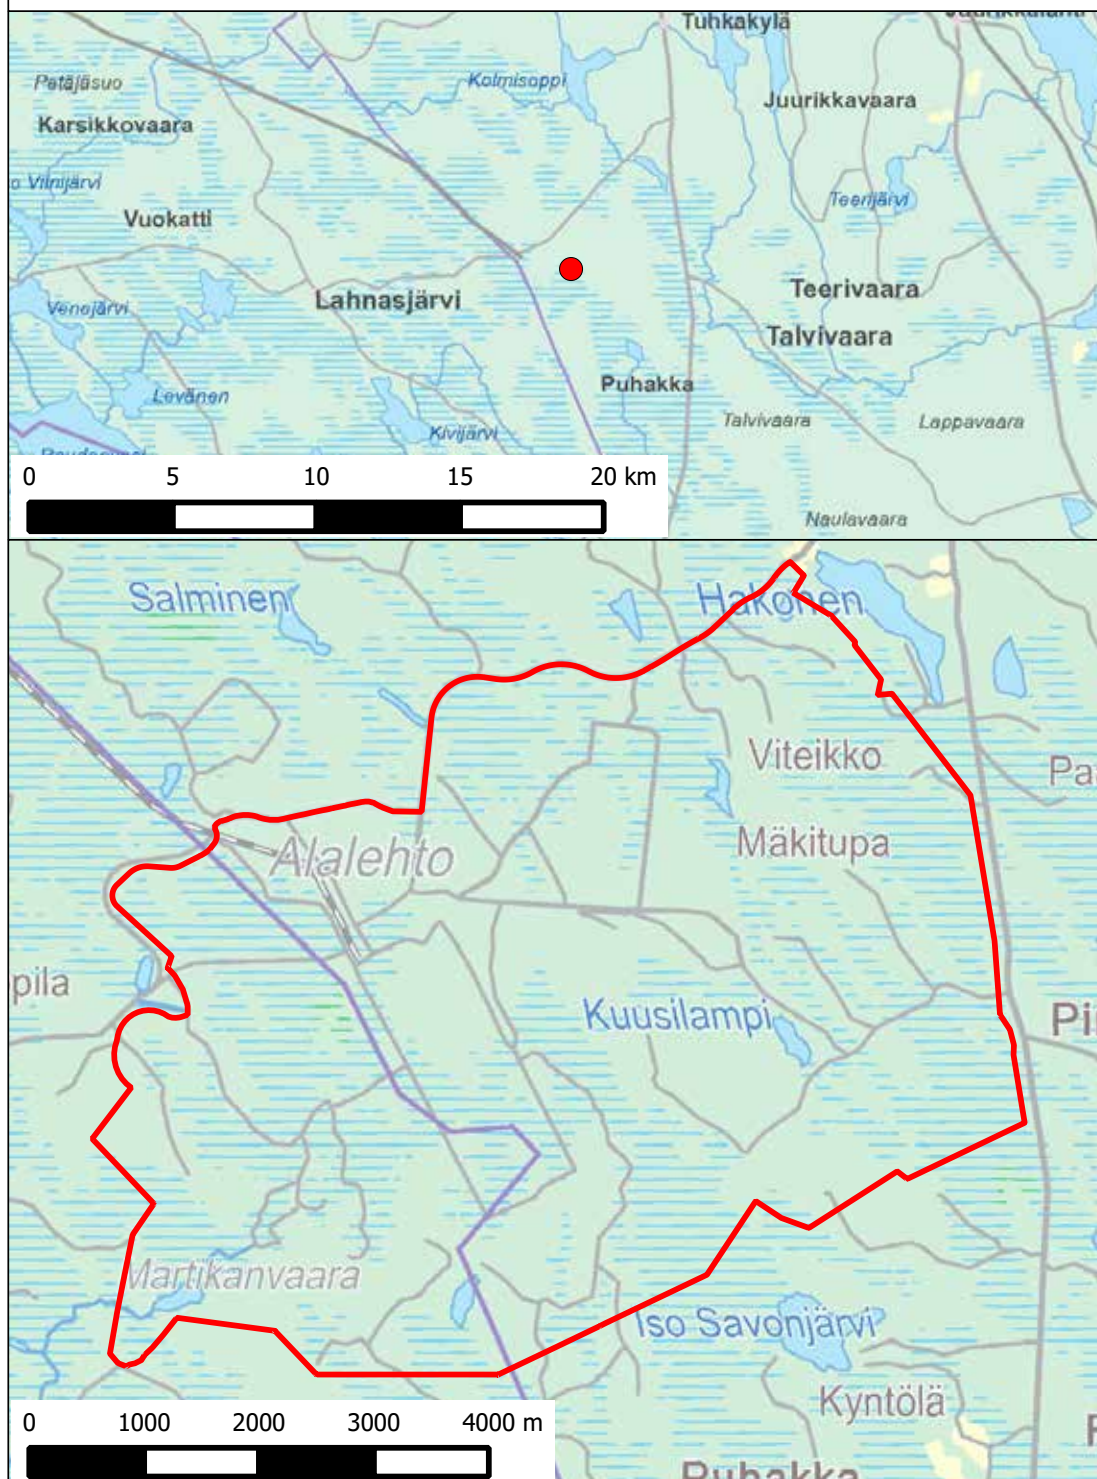 Tuhkakylä
Patäjäsuo
Kolmisoppi
Juurikkavaara
Karsikkovaara
Vilnijärvi
Teerijärvi
Vuokatti
Teerivaara
Lahnasjärvi
Venejärvi
Talvivaara
Puhakka
Levänen
Talvivaara
Lappavaara
Kivijärvi
0 5 10 15 20 km
Naulavaara
Salminen
Hakonen
Viteikko
Pa
Mäkitupa
Alalehto
pila
Kuusilampi
Pi
Martikanvaara
Iso Savonjärvi
Kyntölä
0 1000 2000 3000 4000 m
Puhakka